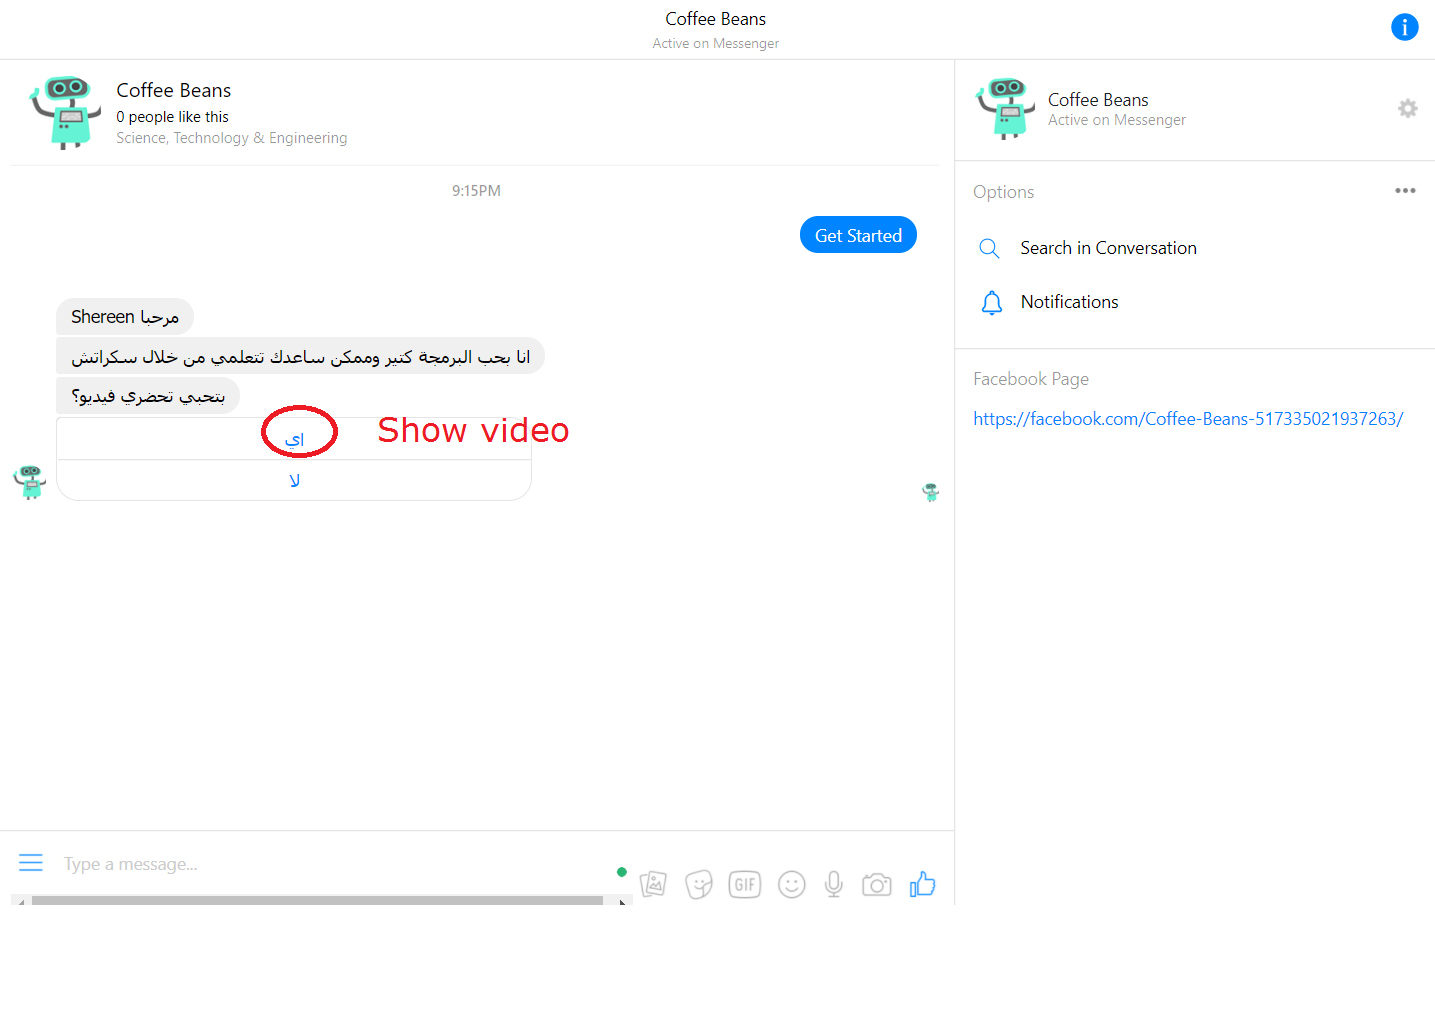 Coffee Beans
Active on Messenger
i
Coffee Beans
0 people like this
Science, Technology & Engineering
9:15PM
Get Started
مرحبا Shereen
انا بحب البرمجة كتير وممكن ساعدك تتعلمي من خلال سكراتش
بتحبي تحضري فيديو؟
اي
Show video
لا
Type a message...
GIF
Coffee Beans
Active on Messenger
Options
Search in Conversation
Notifications
Facebook Page
https://facebook.com/Coffee-Beans-517335021937263/